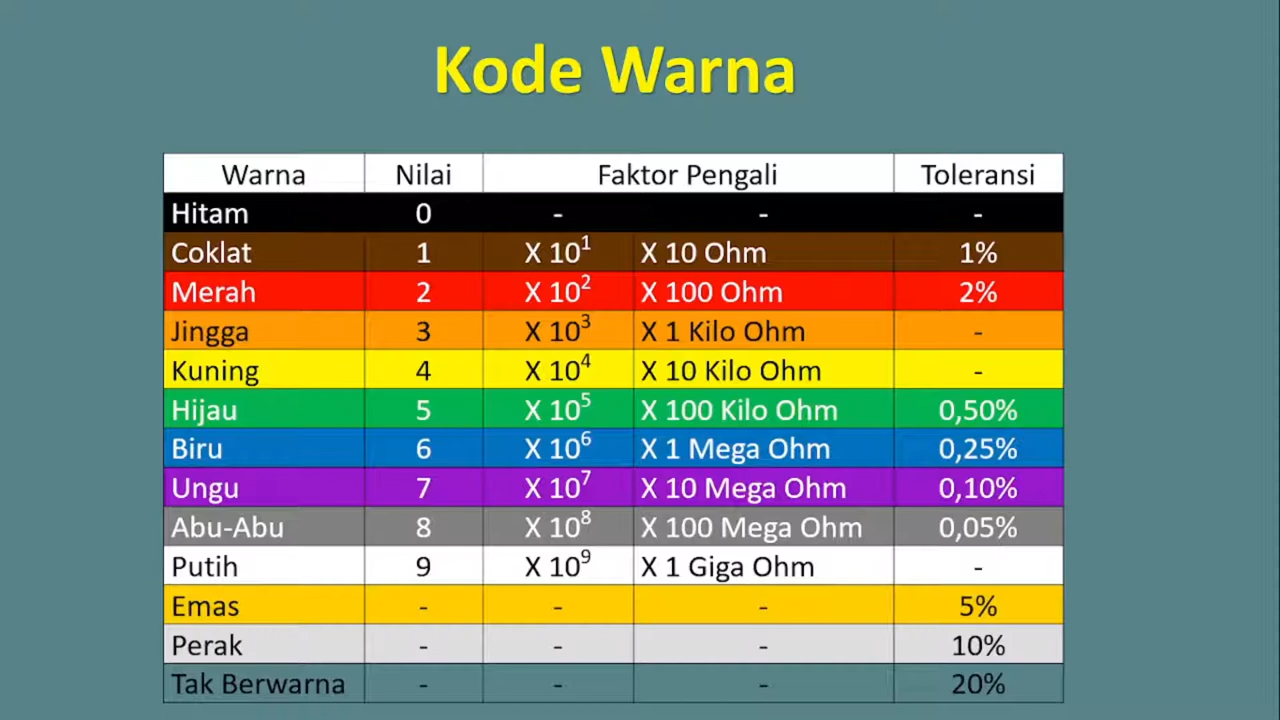 Kode Warna
Warna Nilai Faktor Pengali Toleransi
Hitam 0 - - -
Coklat 1 X 10¹ X 10 Ohm 1%
Merah 2 X 10² X 100 Ohm 2%
Jingga 3 X 10³ X 1 Kilo Ohm -
Kuning 4 X 10⁴ X 10 Kilo Ohm -
Hijau 5 X 10⁵ X 100 Kilo Ohm 0,50%
Biru 6 X 10⁶ X 1 Mega Ohm 0,25%
Ungu 7 X 10⁷ X 10 Mega Ohm 0,10%
Abu-Abu 8 X 10⁸ X 100 Mega Ohm 0,05%
Putih 9 X 10⁹ X 1 Giga Ohm -
Emas - - - 5%
Perak - - - 10%
Tak Berwarna - - - 20%